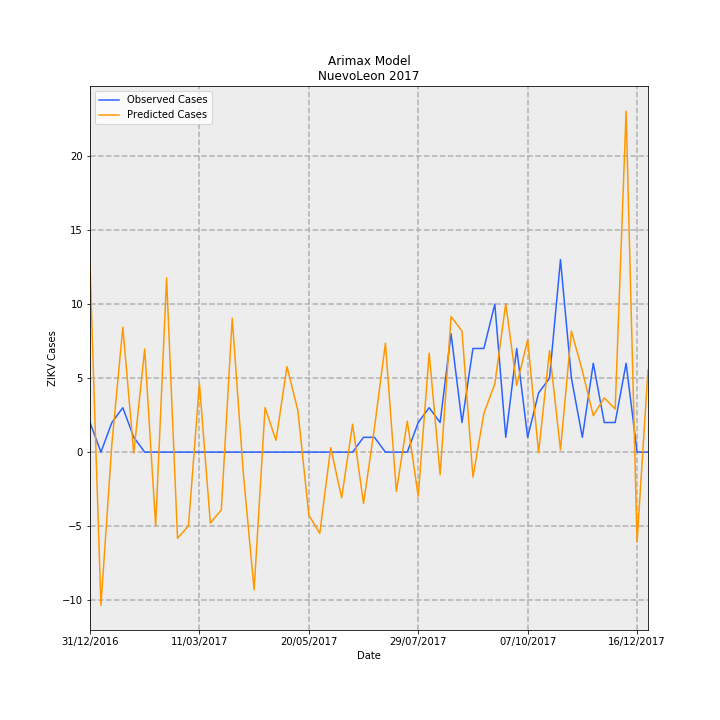 Arimax Model
NuevoLeon 2017
Observed Cases
Predicted Cases
20
15
10
5
0
−5
−10
ZIKV Cases
31/12/2016 11/03/2017 20/05/2017 29/07/2017 07/10/2017 16/12/2017
Date